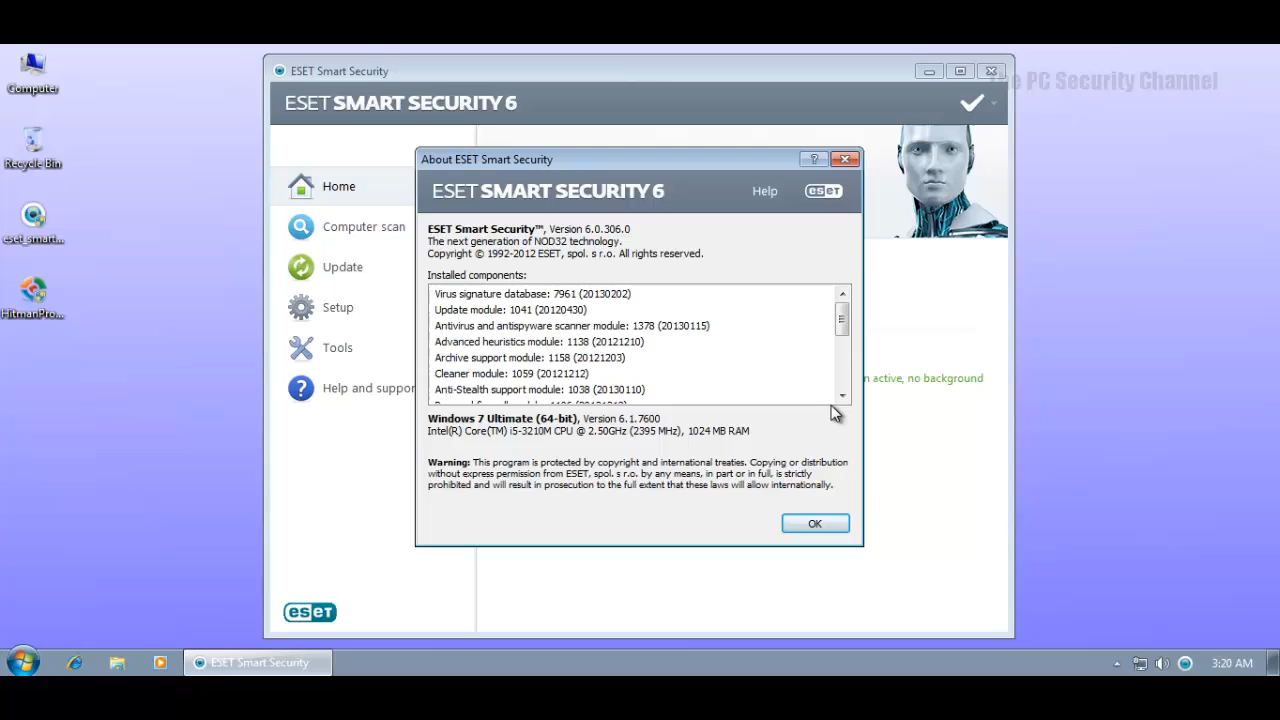 Computer
Recycle Bin
eset_smart...
HitmanPro...
ESET Smart Security
The PC Security Channel
ESET SMART SECURITY 6
Home
Computer scan
Update
Setup
Tools
Help and suppor
n active, no background
eseT
About ESET Smart Security
?
ESET SMART SECURITY 6
Help
eseT
ESET Smart Security™, Version 6.0.306.0
The next generation of NOD32 technology.
Copyright © 1992-2012 ESET, spol. s r.o. All rights reserved.
Installed components:
Virus signature database: 7961 (20130202)
Update module: 1041 (20120430)
Antivirus and antispyware scanner module: 1378 (20130115)
Advanced heuristics module: 1138 (20121210)
Archive support module: 1158 (20121203)
Cleaner module: 1059 (20121212)
Anti-Stealth support module: 1038 (20130110)
Windows 7 Ultimate (64-bit), Version 6.1.7600
Intel(R) Core(TM) i5-3210M CPU @ 2.50GHz (2395 MHz), 1024 MB RAM
Warning: This program is protected by copyright and international treaties. Copying or distribution
without express permission from ESET, spol. s r.o. by any means, in part or in full, is strictly
prohibited and will result in prosecution to the full extent that these laws will allow internationally.
OK
ESET Smart Security
3:20 AM